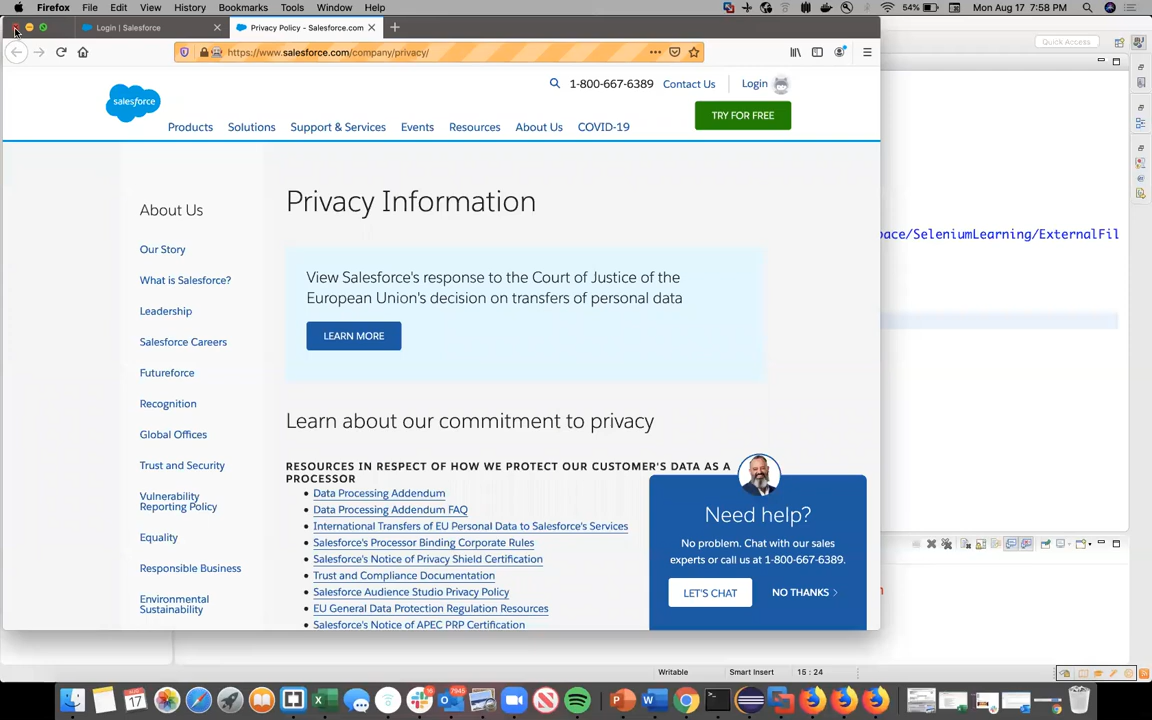 Firefox File Edit View History Bookmarks Tools Window Help
54% Mon Aug 17 7:58 PM
Login | Salesforce
Privacy Policy - Salesforce.com
https://www.salesforce.com/company/privacy/
Quick Access
1-800-667-6389 Contact Us Login
salesforce
TRY FOR FREE
Products Solutions Support & Services Events Resources About Us COVID-19
Privacy Information
About Us
Our Story
What is Salesforce?
Leadership
Salesforce Careers
Futureforce
Recognition
Global Offices
Trust and Security
Vulnerability
Reporting Policy
Equality
Responsible Business
Environmental
Sustainability
View Salesforce's response to the Court of Justice of the
European Union's decision on transfers of personal data
LEARN MORE
ace/SeleniumLearning/ExternalFil
Learn about our commitment to privacy
RESOURCES IN RESPECT OF HOW WE PROTECT OUR CUSTOMER'S DATA AS A
PROCESSOR
• Data Processing Addendum
• Data Processing Addendum FAQ
• International Transfers of EU Personal Data to Salesforce's Services
• Salesforce's Processor Binding Corporate Rules
• Salesforce's Notice of Privacy Shield Certification
• Trust and Compliance Documentation
• Salesforce Audience Studio Privacy Policy
• EU General Data Protection Regulation Resources
• Salesforce's Notice of APEC PRP Certification
Need help?
No problem. Chat with our sales
experts or call us at 1-800-667-6389.
LET'S CHAT
NO THANKS
Writable Smart Insert 15 : 24
17